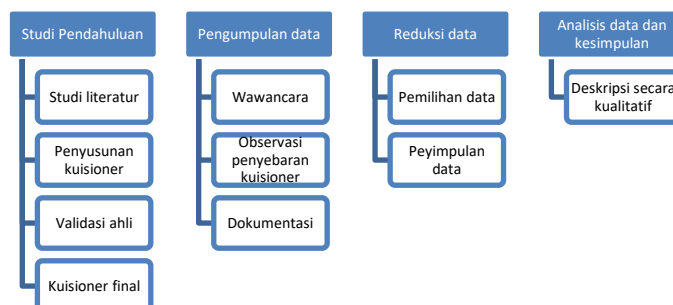 Studi Pendahuluan
Studi literatur
Penyusunan
kuisioner
Validasi ahli
Kuisioner final
Pengumpulan data
Wawancara
Observasi
penyebaran
kuisioner
Dokumentasi
Reduksi data
Pemilihan data
Peyimpulan
data
Analisis data dan
kesimpulan
Deskripsi secara
kualitatif